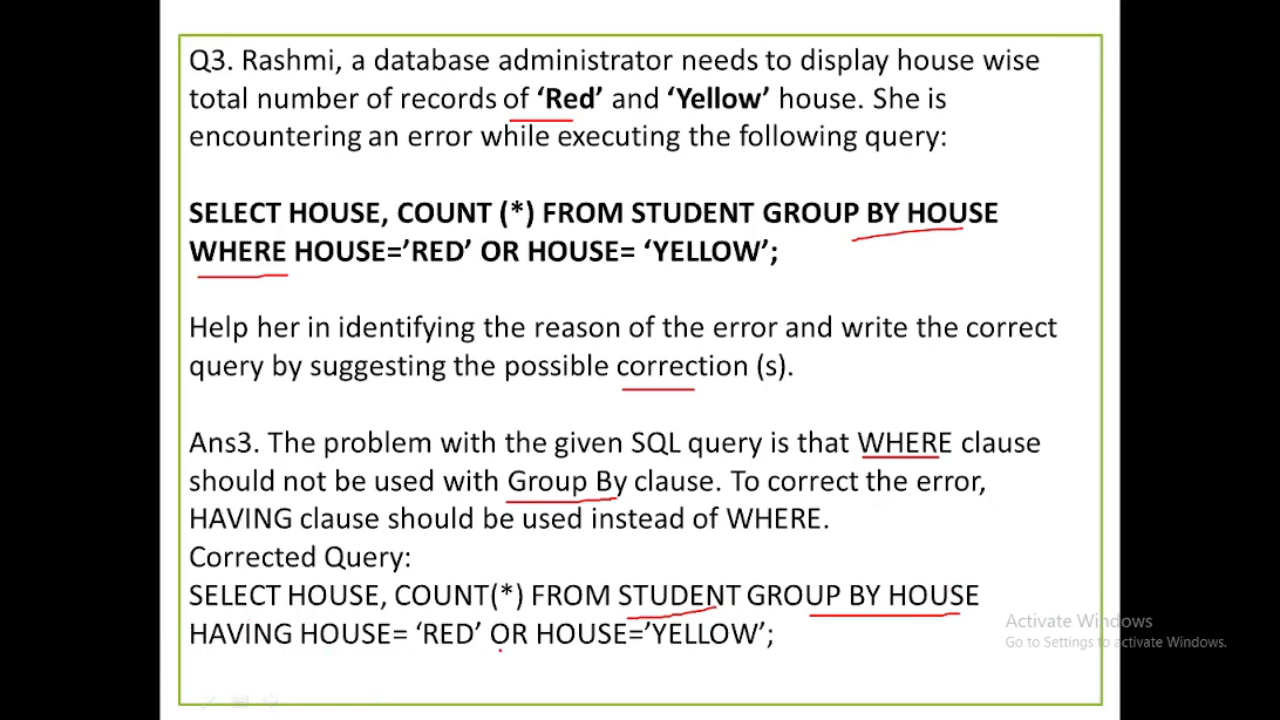 Q3. Rashmi, a database administrator needs to display house wise
total number of records of ‘Red’ and ‘Yellow’ house. She is
encountering an error while executing the following query:
SELECT HOUSE, COUNT (*) FROM STUDENT GROUP BY HOUSE
WHERE HOUSE=’RED’ OR HOUSE= ‘YELLOW’;
Help her in identifying the reason of the error and write the correct
query by suggesting the possible correction (s).
Ans3. The problem with the given SQL query is that WHERE clause
should not be used with Group By clause. To correct the error,
HAVING clause should be used instead of WHERE.
Corrected Query:
SELECT HOUSE, COUNT(*) FROM STUDENT GROUP BY HOUSE
HAVING HOUSE= ‘RED’ OR HOUSE=’YELLOW’;
Activate Windows
Go to Settings to activate Windows.